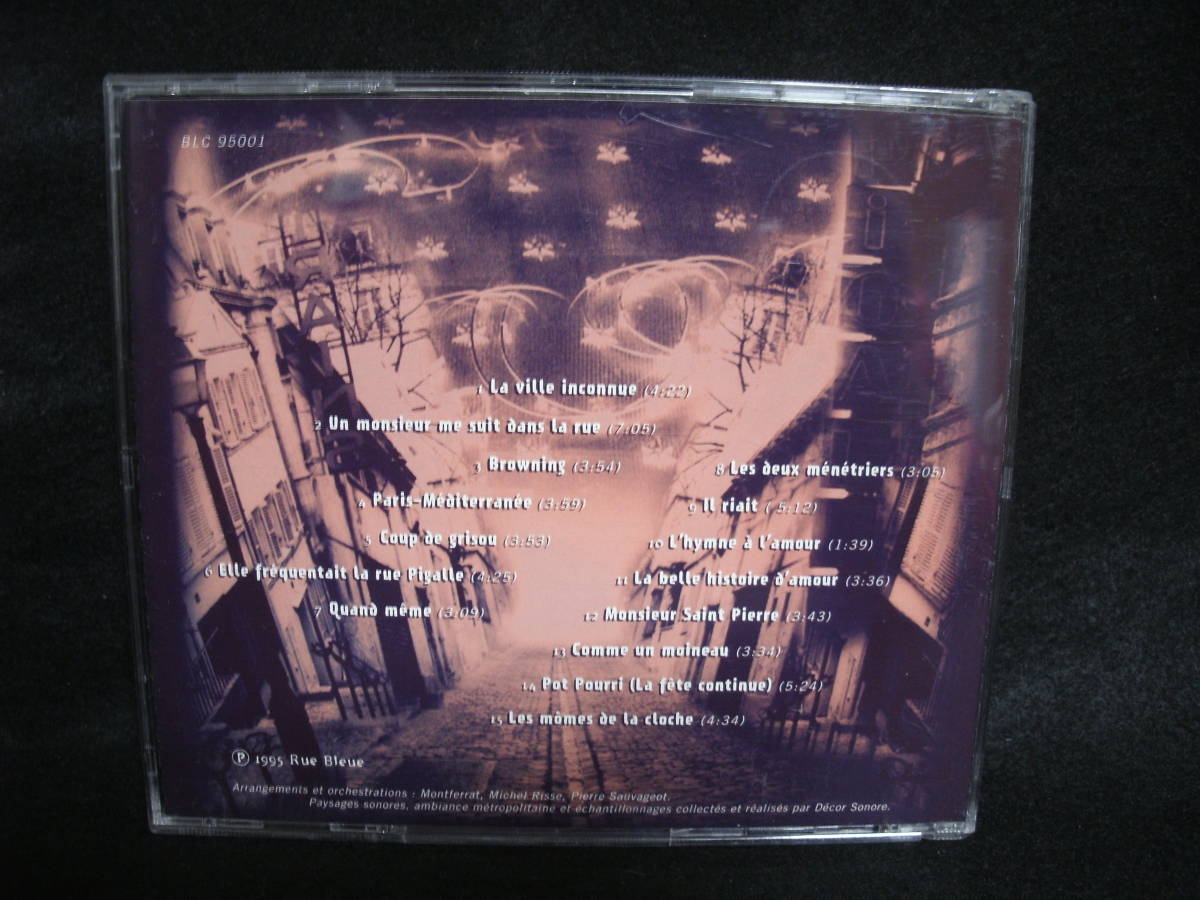 BLC 95001
1 La ville inconnue (4:22)
2 Un monsieur me suit dans la rue (7:05)
3 Browning (3:54)
4 Paris-Méditerranée (3:59)
5 Coup de grisou (3:53)
6 Elle fréquentait la rue Pigalle (4:25)
7 Quand même (3:09)
8 Les deux ménétriers (3:05)
9 Il riait ( 5:12)
10 L'hymne à l'amour (1:39)
11 La belle histoire d'amour (3:36)
12 Monsieur Saint Pierre (3:43)
13 Comme un moineau (3:34)
14 Pot Pourri (La fête continue) (5:24)
15 Les mômes de la cloche (4:34)
Ⓟ 1995 Rue Bleue
Arrangements et orchestrations : Montferrat, Michel Risse, Pierre Sauvageot.
Paysages sonores, ambiance métropolitaine et échantillonnages collectés et réalisés par Décor Sonore.